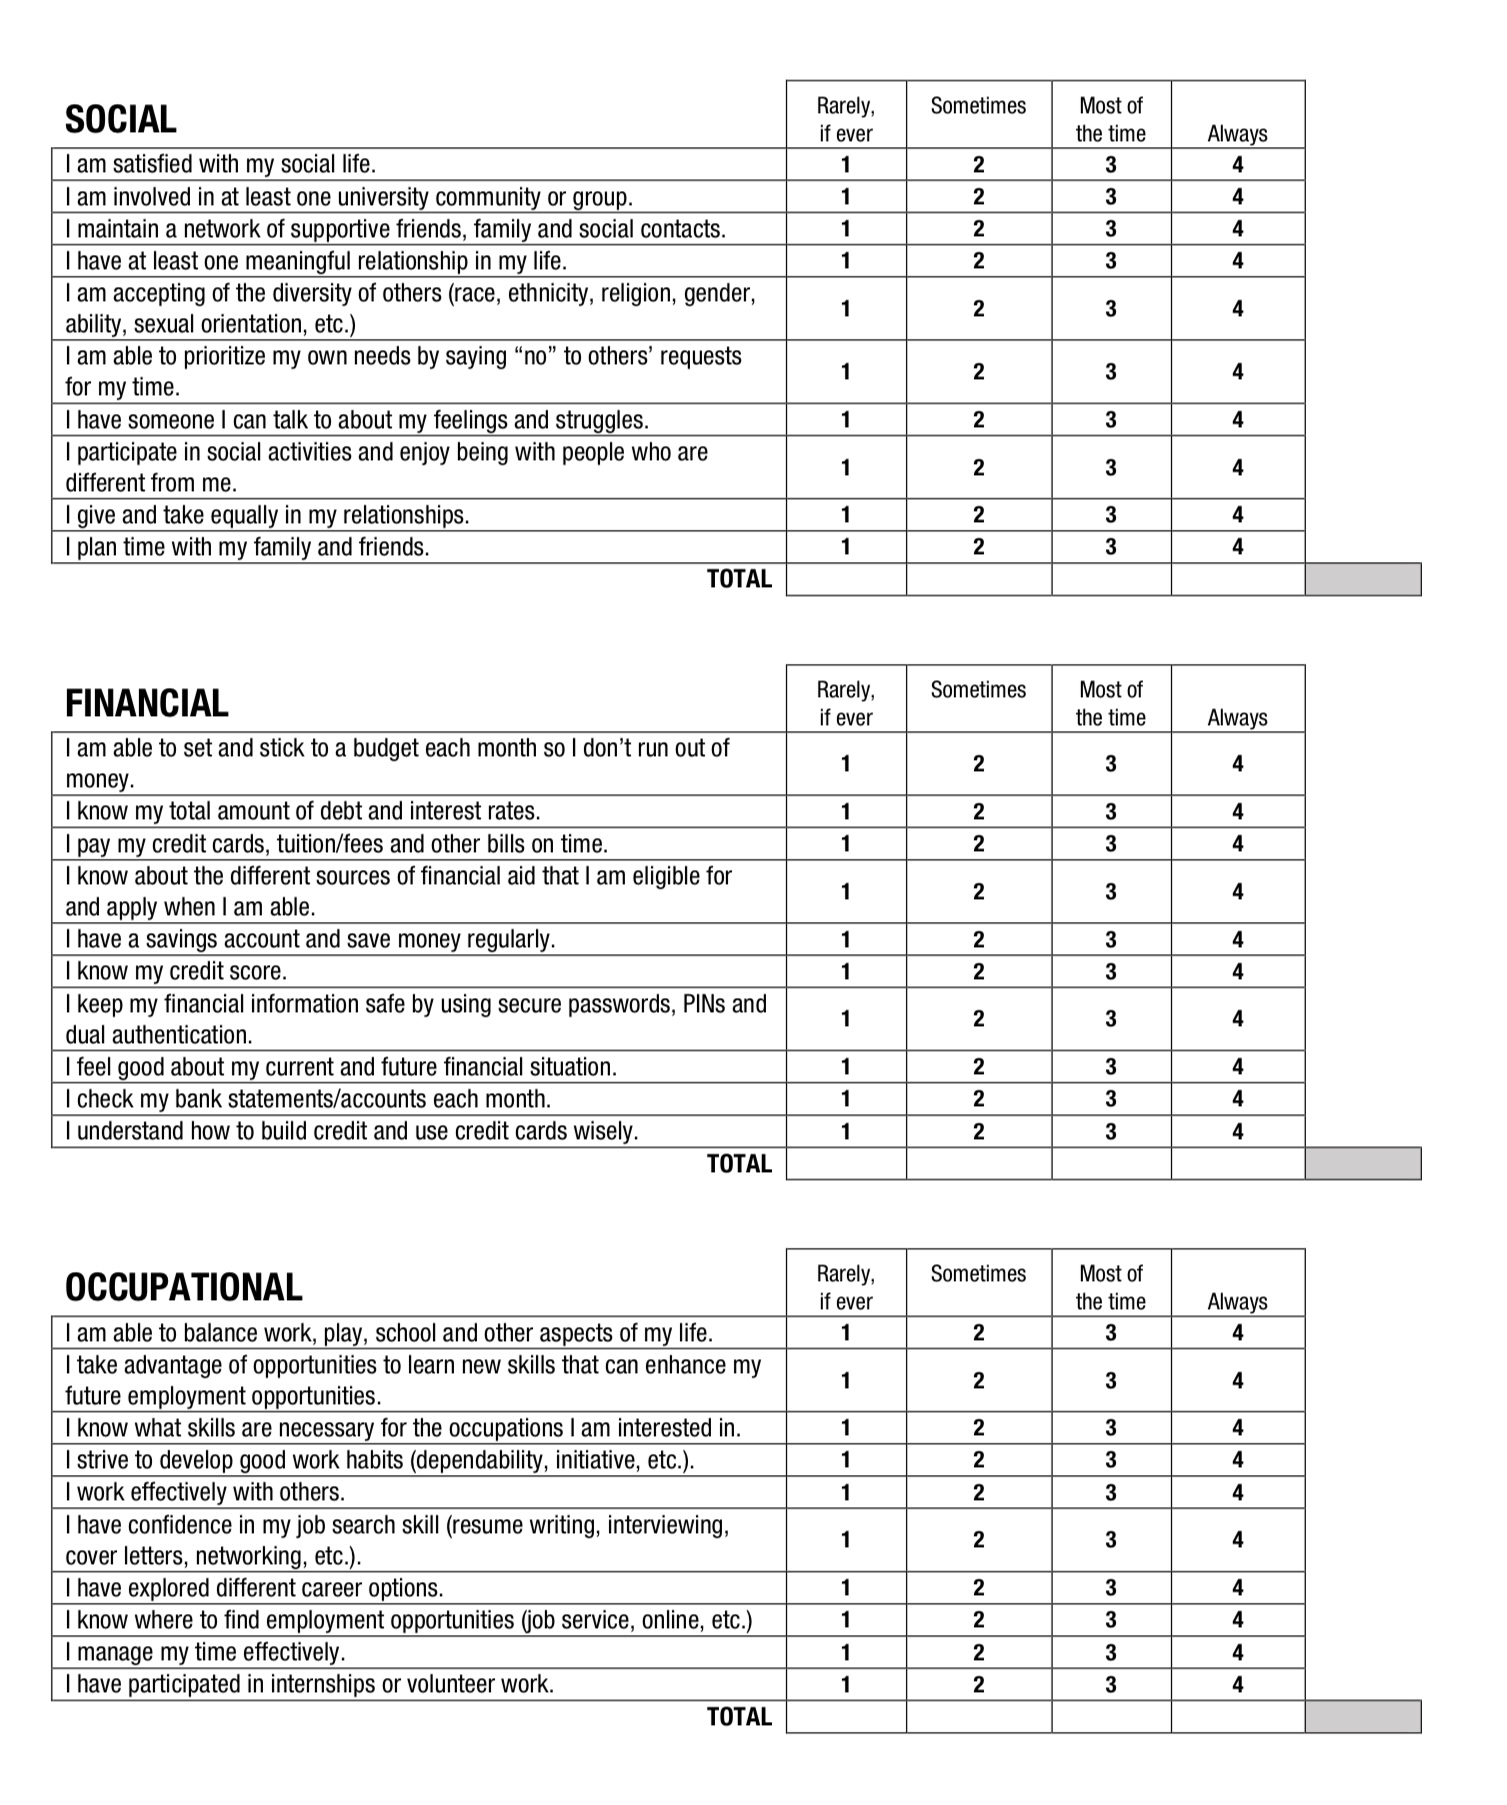 SOCIAL
Rarely, if ever Sometimes Most of the time Always
I am satisfied with my social life. 1 2 3 4
I am involved in at least one university community or group. 1 2 3 4
I maintain a network of supportive friends, family and social contacts. 1 2 3 4
I have at least one meaningful relationship in my life. 1 2 3 4
I am accepting of the diversity of others (race, ethnicity, religion, gender,
ability, sexual orientation, etc.) 1 2 3 4
I am able to prioritize my own needs by saying “no” to others’ requests
for my time. 1 2 3 4
I have someone I can talk to about my feelings and struggles. 1 2 3 4
I participate in social activities and enjoy being with people who are
different from me. 1 2 3 4
I give and take equally in my relationships. 1 2 3 4
I plan time with my family and friends. 1 2 3 4
TOTAL
FINANCIAL
Rarely, if ever Sometimes Most of the time Always
I am able to set and stick to a budget each month so I don’t run out of
money. 1 2 3 4
I know my total amount of debt and interest rates. 1 2 3 4
I pay my credit cards, tuition/fees and other bills on time. 1 2 3 4
I know about the different sources of financial aid that I am eligible for
and apply when I am able. 1 2 3 4
I have a savings account and save money regularly. 1 2 3 4
I know my credit score. 1 2 3 4
I keep my financial information safe by using secure passwords, PINs and
dual authentication. 1 2 3 4
I feel good about my current and future financial situation. 1 2 3 4
I check my bank statements/accounts each month. 1 2 3 4
I understand how to build credit and use credit cards wisely. 1 2 3 4
TOTAL
OCCUPATIONAL
Rarely, if ever Sometimes Most of the time Always
I am able to balance work, play, school and other aspects of my life. 1 2 3 4
I take advantage of opportunities to learn new skills that can enhance my
future employment opportunities. 1 2 3 4
I know what skills are necessary for the occupations I am interested in. 1 2 3 4
I strive to develop good work habits (dependability, initiative, etc.). 1 2 3 4
I work effectively with others. 1 2 3 4
I have confidence in my job search skill (resume writing, interviewing,
cover letters, networking, etc.). 1 2 3 4
I have explored different career options. 1 2 3 4
I know where to find employment opportunities (job service, online, etc.) 1 2 3 4
I manage my time effectively. 1 2 3 4
I have participated in internships or volunteer work. 1 2 3 4
TOTAL